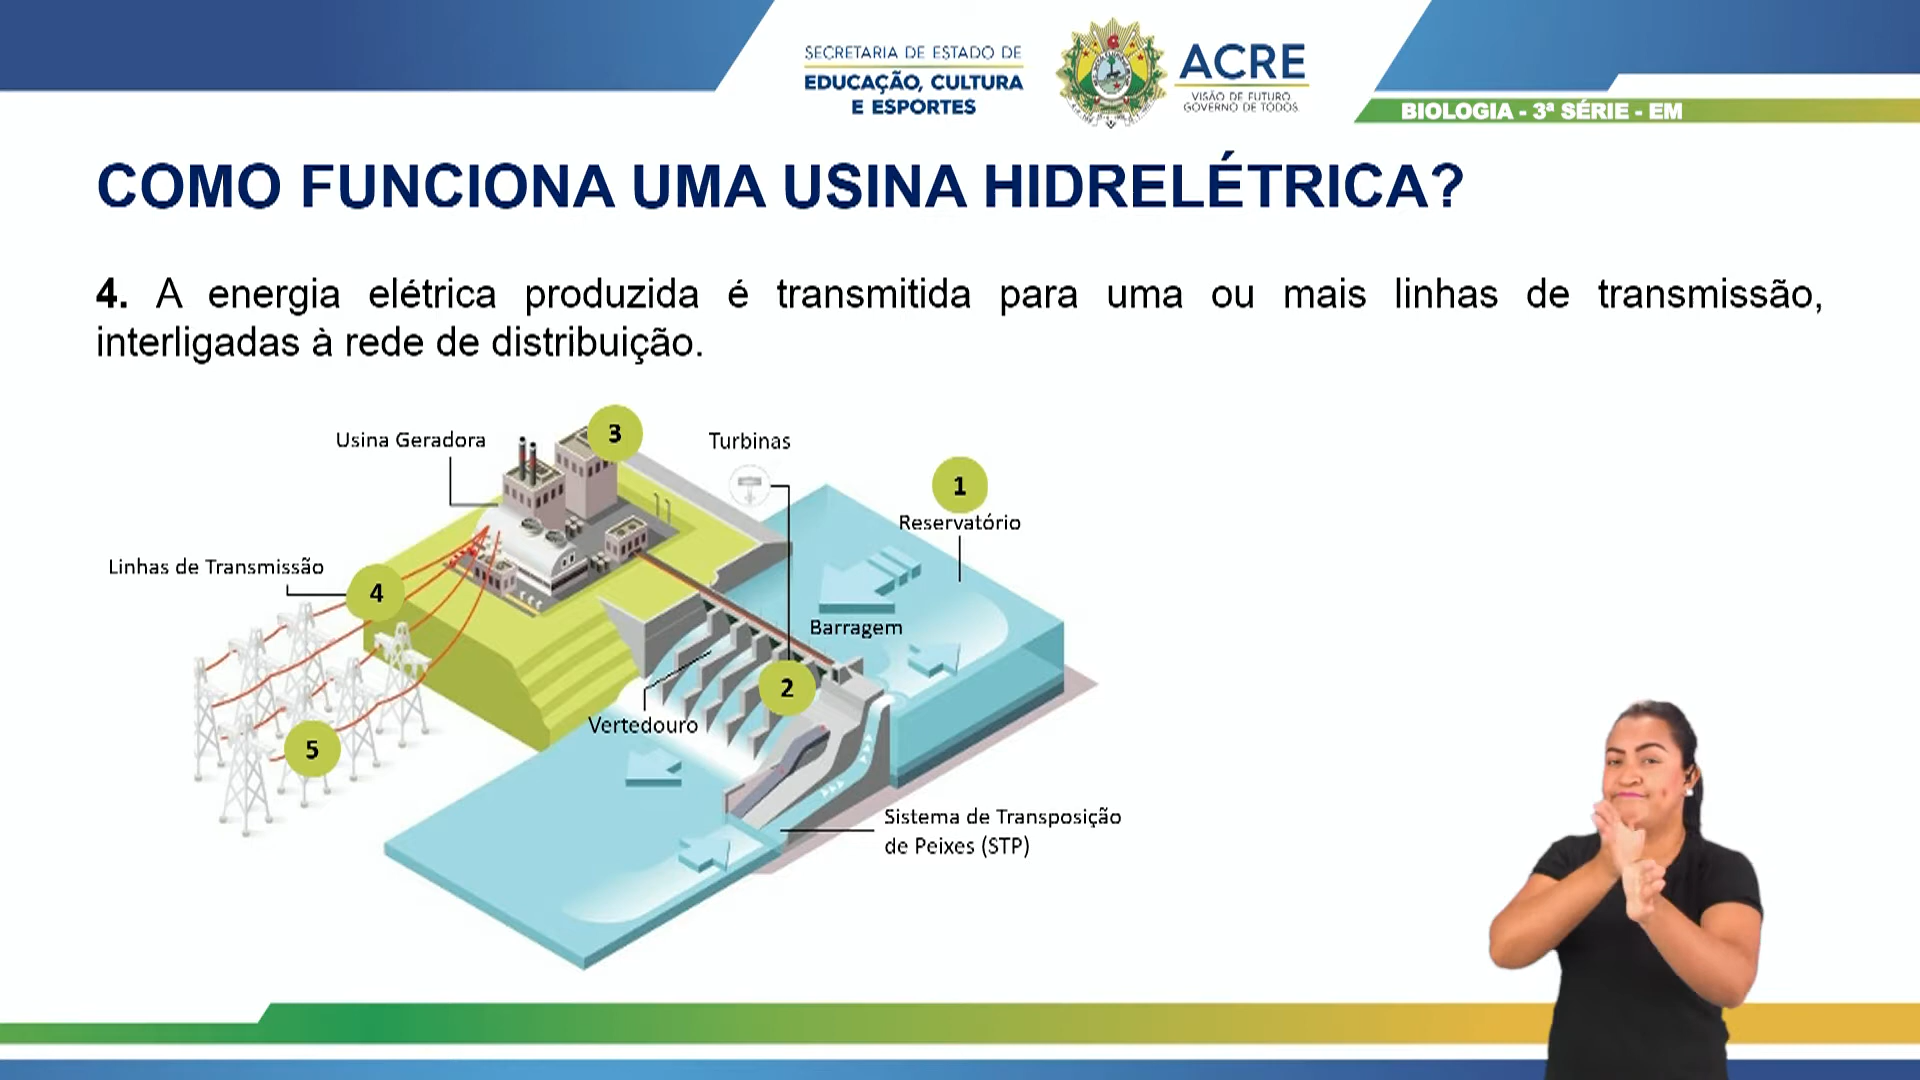 SECRETARIA DE ESTADO DE
EDUCAÇÃO, CULTURA
E ESPORTES
ACRE
VISÃO DE FUTURO
GOVERNO DE TODOS
BIOLOGIA - 3ª SÉRIE - EM
COMO FUNCIONA UMA USINA HIDRELÉTRICA?
4. A energia elétrica produzida é transmitida para uma ou mais linhas de transmissão,
interligadas à rede de distribuição.
Usina Geradora
3
Turbinas
1
Reservatório
Linhas de Transmissão
4
Barragem
2
Vertedouro
5
Sistema de Transposição
de Peixes (STP)